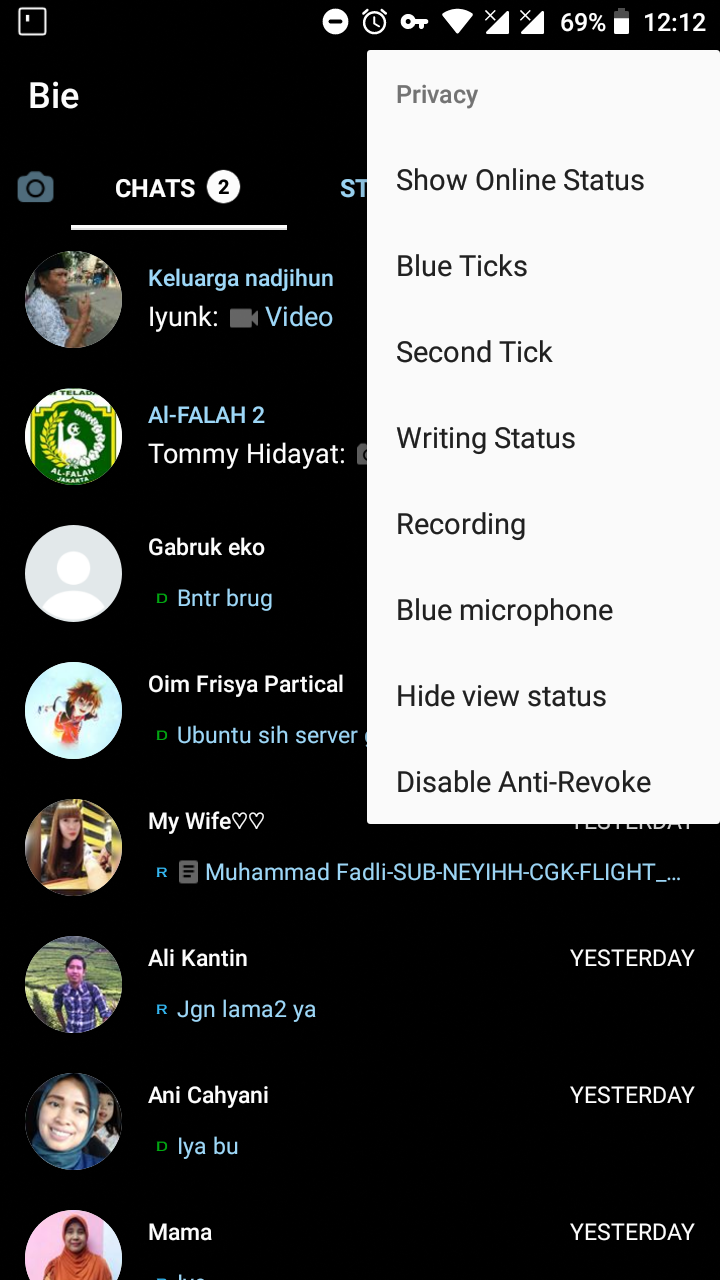 69% 12:12
Bie
Privacy
CHATS 2
ST
Show Online Status
Blue Ticks
Second Tick
Writing Status
Recording
Blue microphone
Hide view status
Disable Anti-Revoke
Keluarga nadjihun
Iyunk: Video
Al-FALAH 2
Tommy Hidayat:
AL-FALAH
JAKARTA
Gabruk eko
D Bntr brug
Oim Frisya Partical
D Ubuntu sih server
My Wife♡♡
YESTERDAY
R Muhammad Fadli-SUB-NEYIHH-CGK-FLIGHT_...
Ali Kantin YESTERDAY
R Jgn lama2 ya
Ani Cahyani YESTERDAY
D Iya bu
Mama YESTERDAY